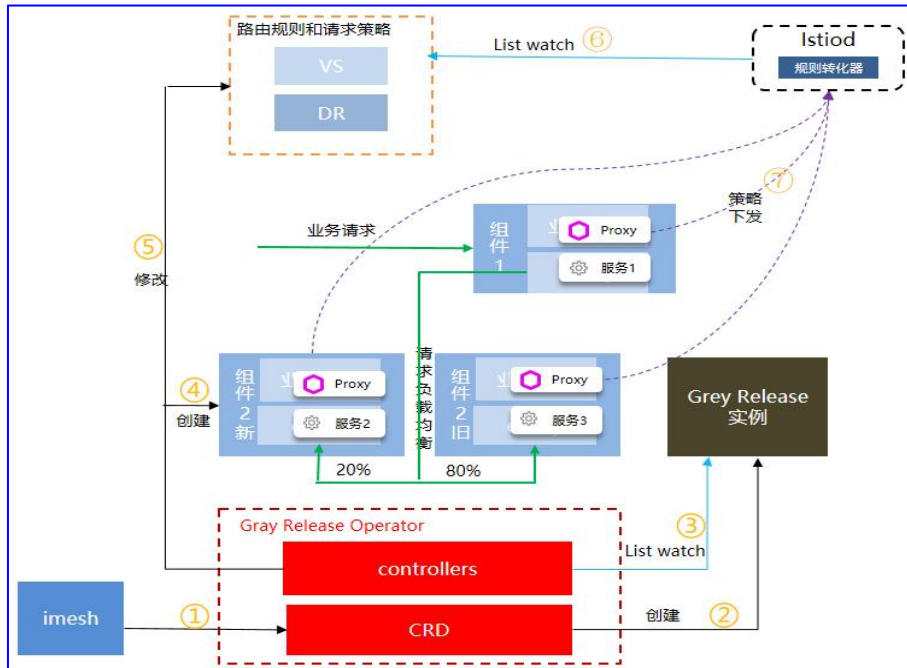 路由规则和请求策略
VS
DR
List watch
⑥
Istiod
规则转化器
⑦
策略
下发
业务请求
组件1
Proxy
服务1
⑤
修改
④
创建
组件2新
Proxy
服务2
请求负载均衡
组件2旧
Proxy
服务3
20%
80%
Grey Release
实例
Gray Release Operator
controllers
③
List watch
imesh
①
CRD
创建
②